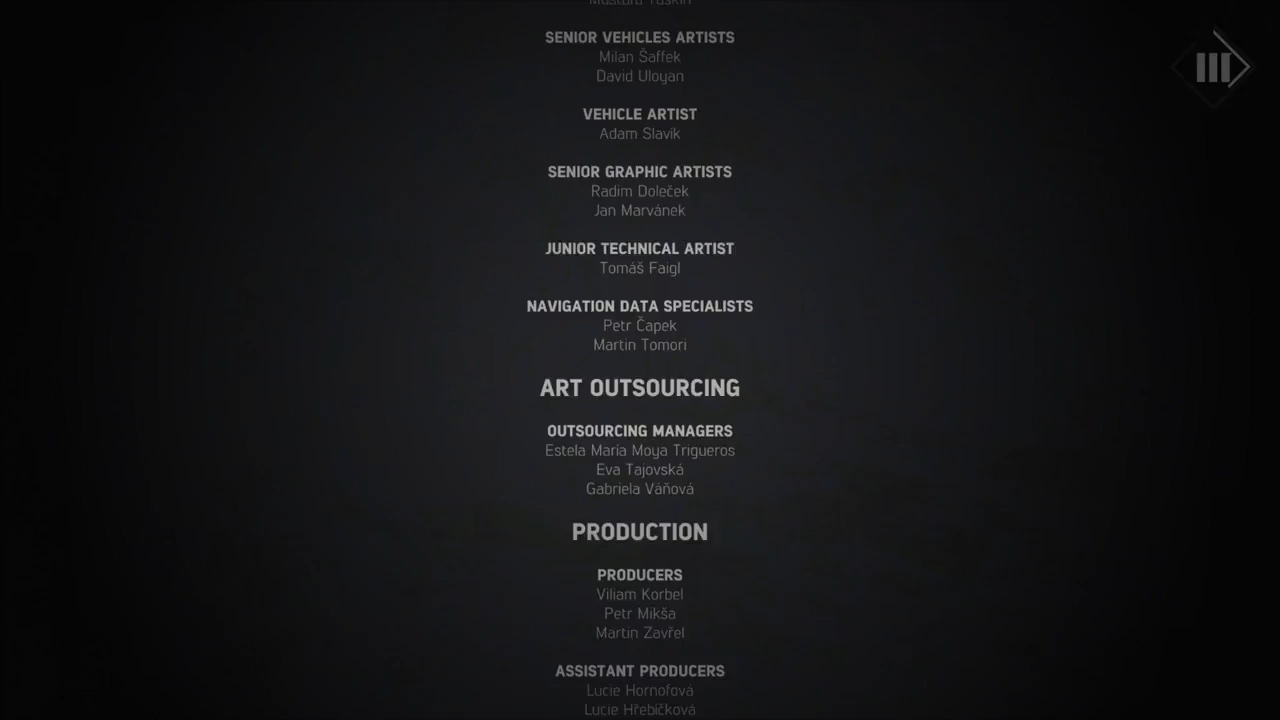 SENIOR VEHICLES ARTISTS
Milan Šaffek
David Uloyan
VEHICLE ARTIST
Adam Slavík
SENIOR GRAPHIC ARTISTS
Radim Doleček
Jan Marvánek
JUNIOR TECHNICAL ARTIST
Tomáš Faigl
NAVIGATION DATA SPECIALISTS
Petr Čapek
Martin Tomori
ART OUTSOURCING
OUTSOURCING MANAGERS
Estela María Moya Trigueros
Eva Tajovská
Gabriela Váňová
PRODUCTION
PRODUCERS
Viliam Korbel
Petr Mikša
Martin Zavřel
ASSISTANT PRODUCERS
Lucie Hornofová
Lucie Hřebíčková